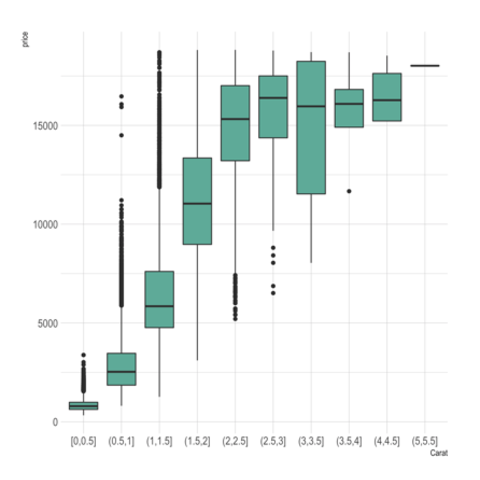 price
15000
10000
5000
0
[0,0.5] (0.5,1] (1,1.5] (1.5,2] (2,2.5] (2.5,3] (3,3.5] (3.5,4] (4,4.5] (5,5.5]
Carat